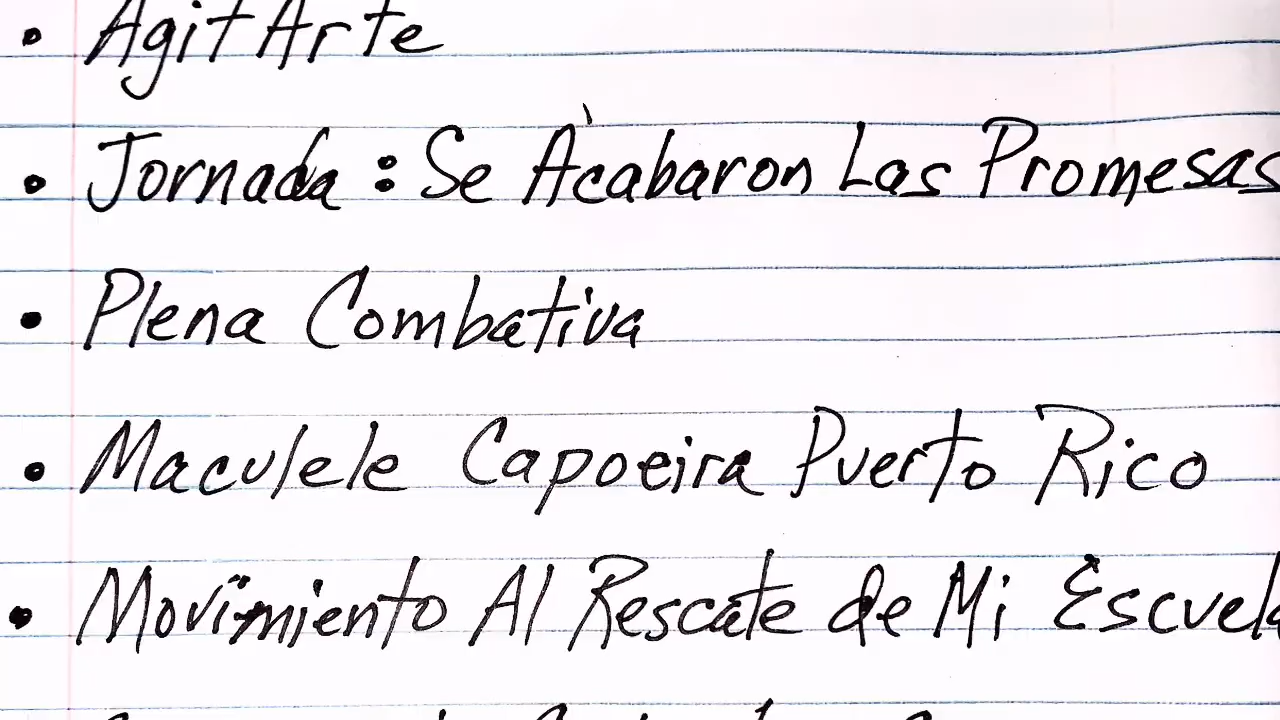 • AgitArte
• Jornada: Se Acabaron Las Promesas
• Plena Combativa
• Maculele Capoeira Puerto Rico
• Movimiento Al Rescate de Mi Escuela